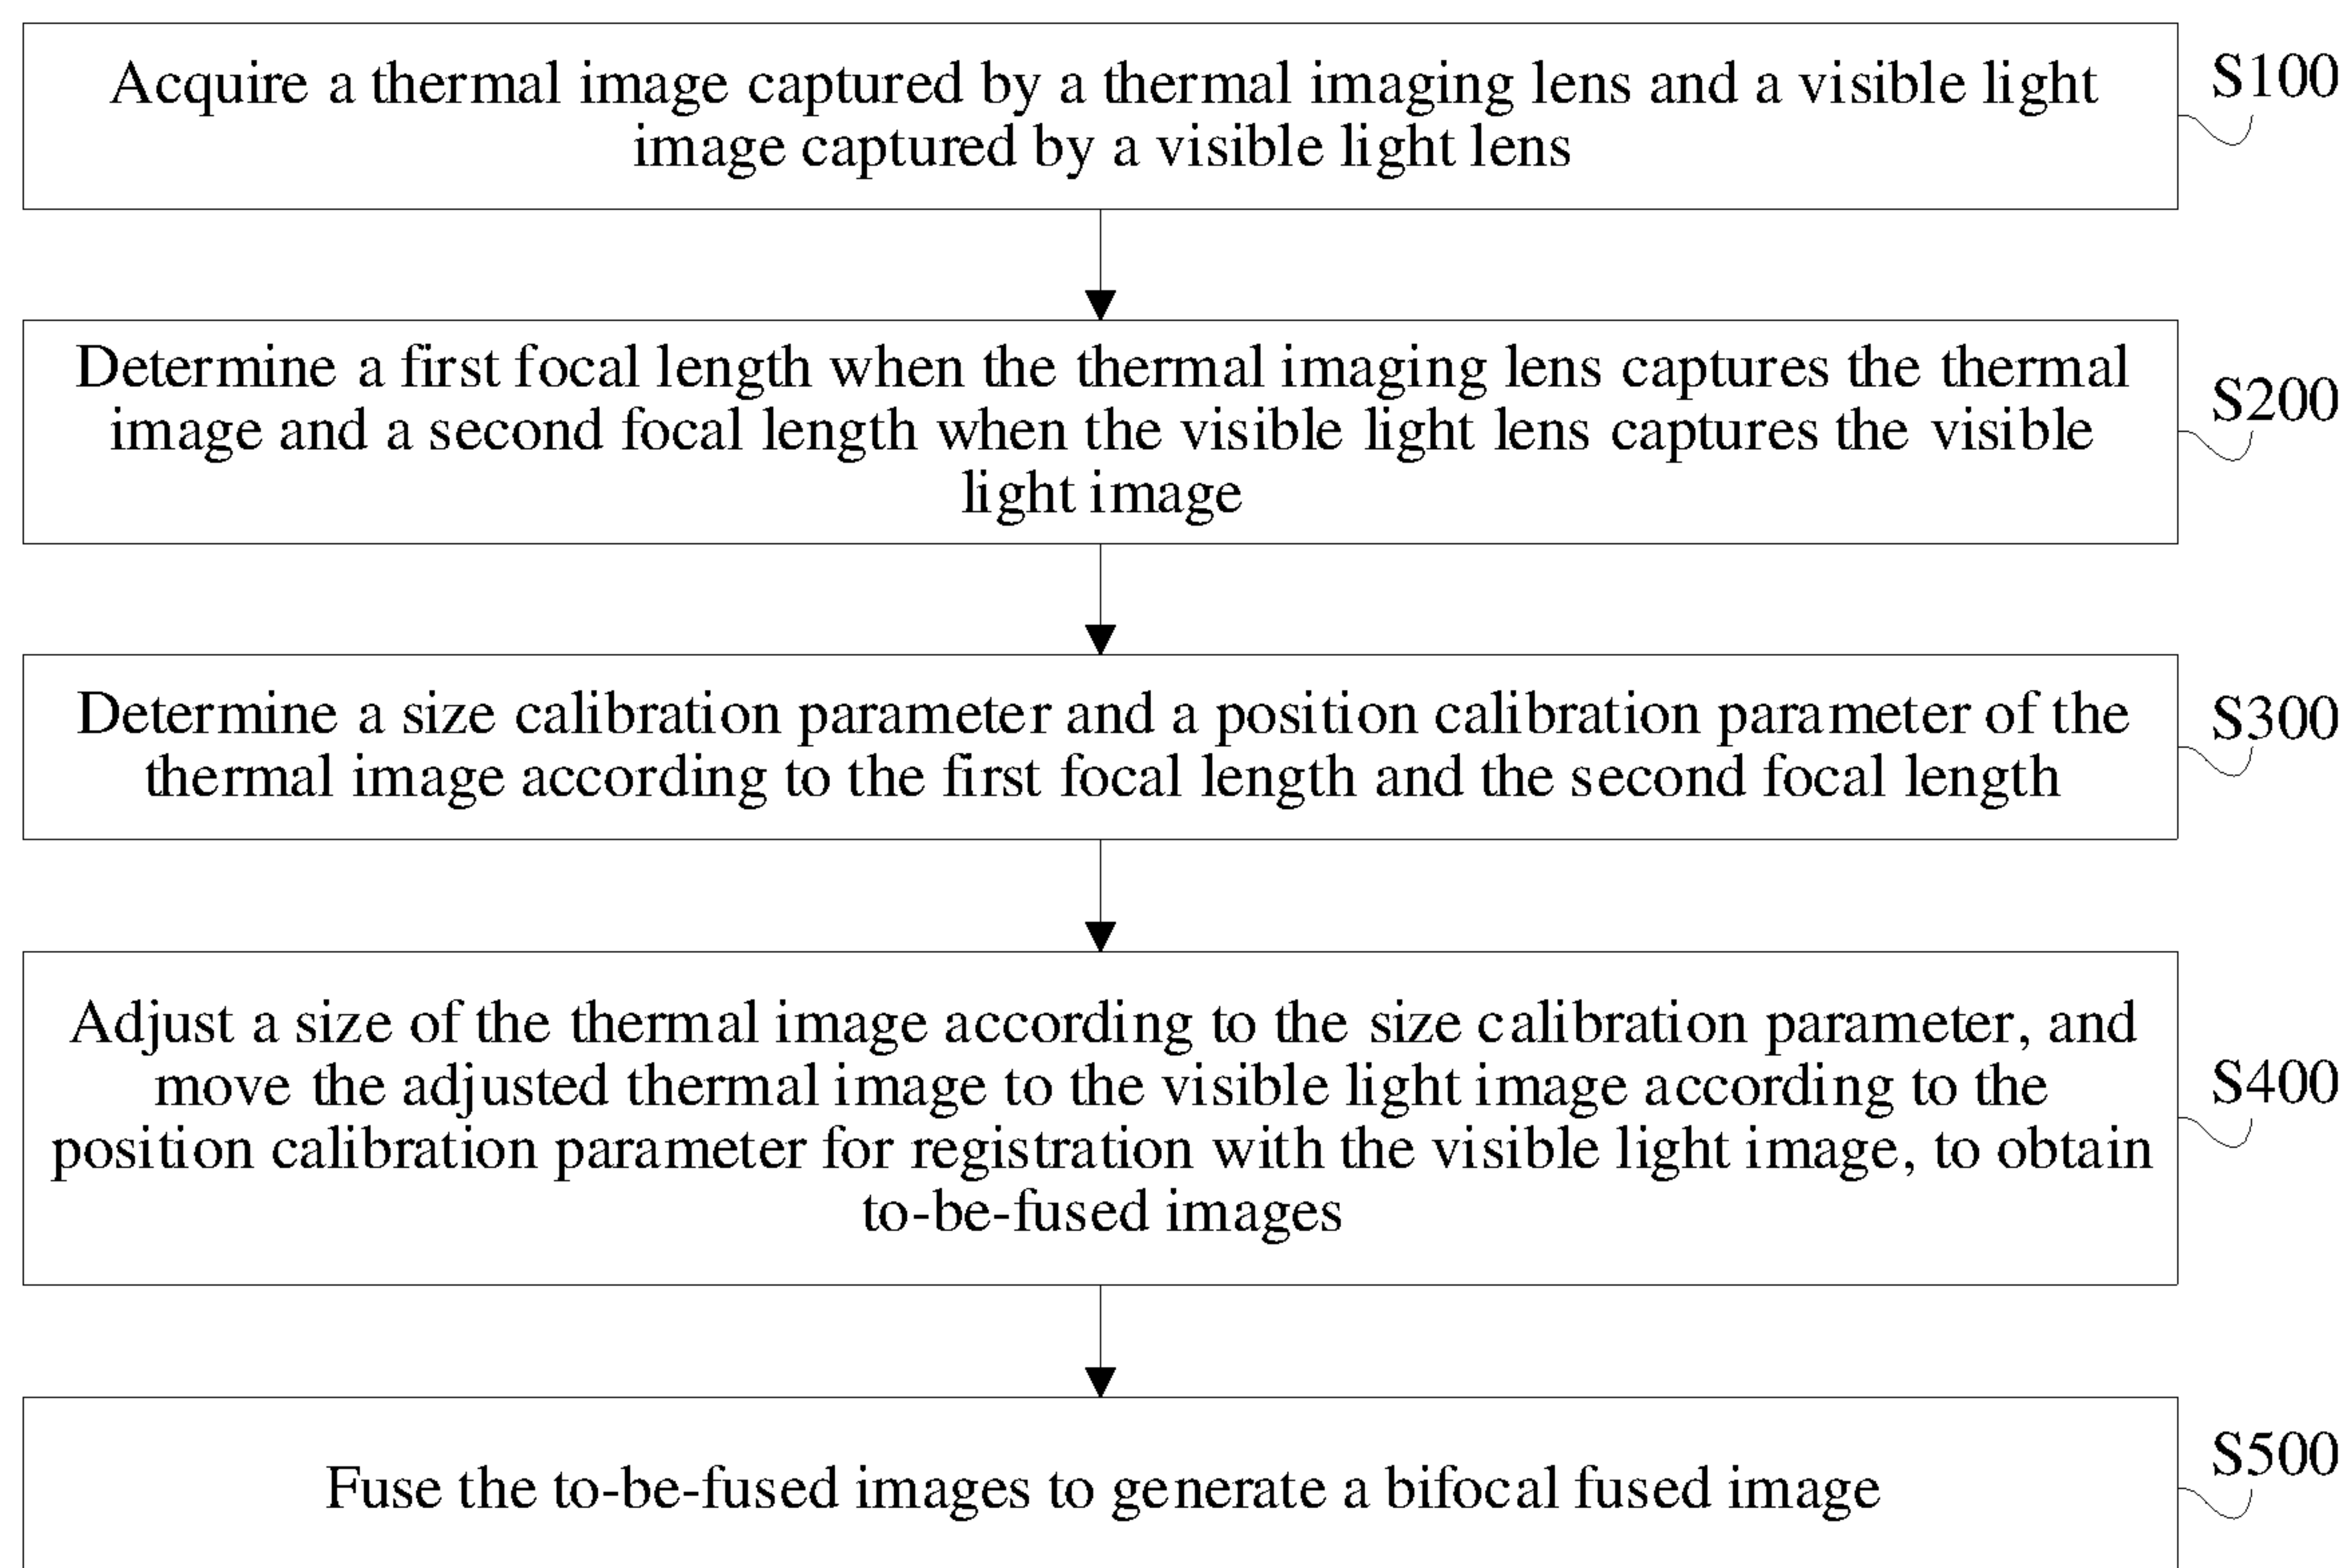 Acquire a thermal image captured by a thermal imaging lens and a visible light
image captured by a visible light lens
S100
Determine a first focal length when the thermal imaging lens captures the thermal
image and a second focal length when the visible light lens captures the visible
light image
S200
Determine a size calibration parameter and a position calibration parameter of the
thermal image according to the first focal length and the second focal length
S300
Adjust a size of the thermal image according to the size calibration parameter, and
move the adjusted thermal image to the visible light image according to the
position calibration parameter for registration with the visible light image, to obtain
to-be-fused images
S400
Fuse the to-be-fused images to generate a bifocal fused image
S500